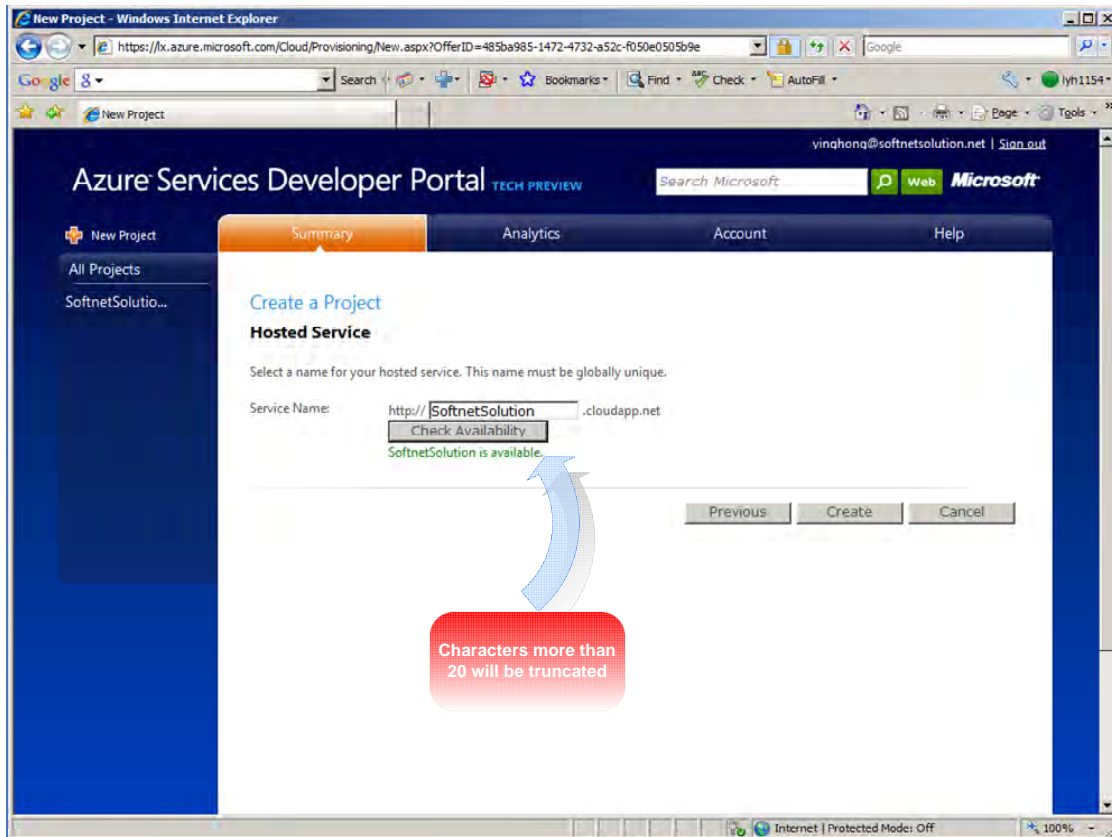 New Project - Windows Internet Explorer
https://lx.azure.microsoft.com/Cloud/Provisioning/New.aspx?OfferID=485ba985-1472-4732-a52c-f050e0505b9e
Google
Google
Search
Bookmarks
Find
Check
AutoFill
lyh1154
New Project
Page
Tools
yinghong@softnetsolution.net | Sign out
Azure Services Developer Portal TECH PREVIEW
Search Microsoft
Web
Microsoft
New Project
Summary
Analytics
Account
Help
All Projects
SoftnetSolutio...
Create a Project
Hosted Service
Select a name for your hosted service. This name must be globally unique.
Service Name:
http:// SoftnetSolution .cloudapp.net
Check Availability
SoftnetSolution is available.
Previous
Create
Cancel
Characters more than
20 will be truncated
Internet | Protected Mode: Off
100%